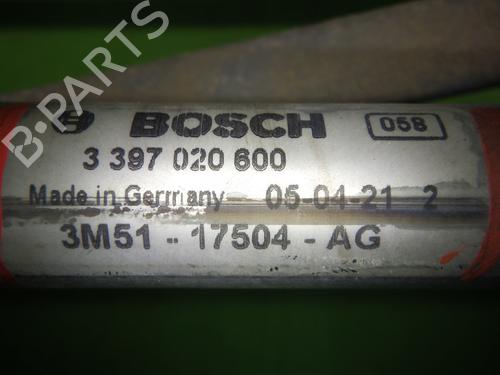 BOSCH 058
3 397 020 600
Made in Germany 05-04-21 2
3M51 - 17504 - AG
B-PARTS